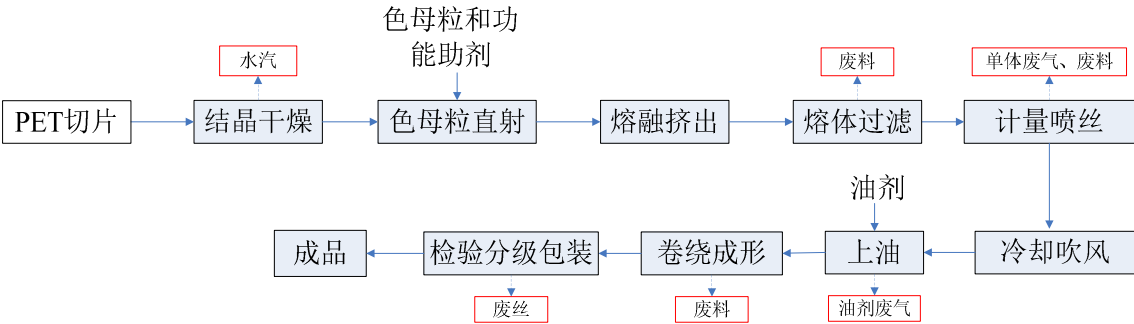 色母粒和功
能助剂
水汽
废料
单体废气、废料
PET切片
结晶干燥
色母粒直射
熔融挤出
熔体过滤
计量喷丝
油剂
成品
检验分级包装
卷绕成形
上油
冷却吹风
废丝
废料
油剂废气